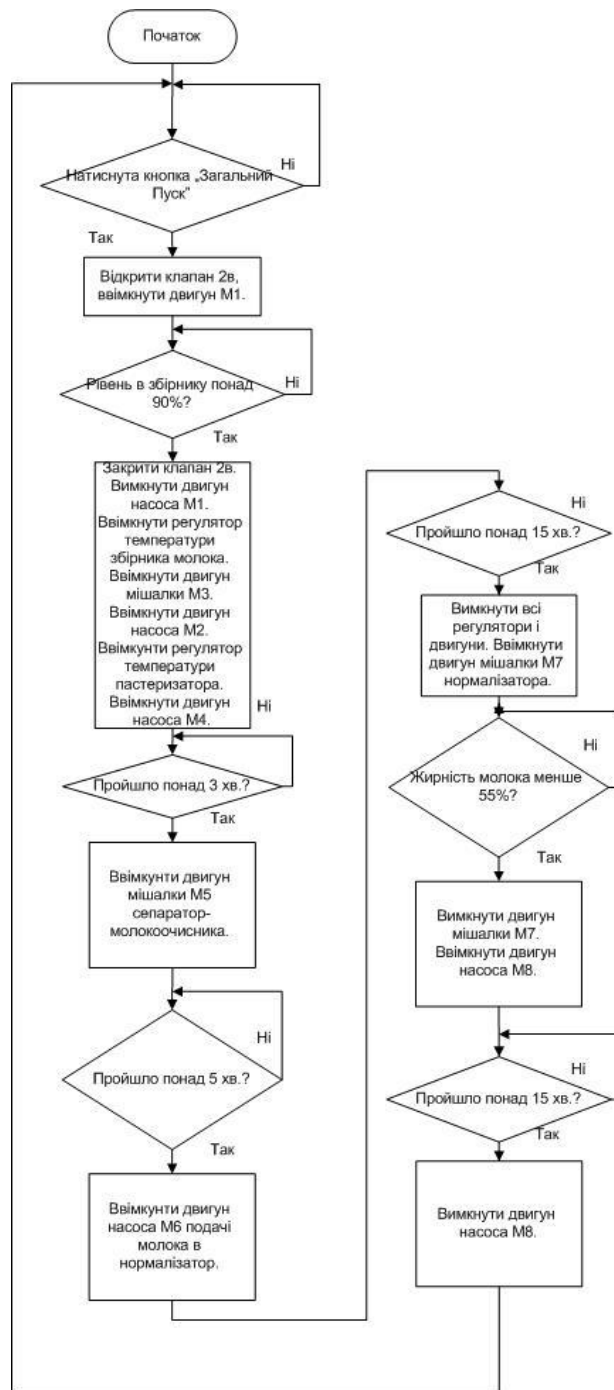 Початок
Натиснута кнопка „Загальний
Пуск"
Ні
Так
Відкрити клапан 2в,
ввімкнути двигун М1.
Рівень в збірнику понад
90%?
Ні
Так
Закрити клапан 2в.
Вимкнути двигун
насоса М1.
Ввімкнути регулятор
температури
збірника молока.
Ввімкнути двигун
мішалки М3.
Ввімкнути двигун
насоса М2.
Ввімкунти регулятор
температури
пастеризатора.
Ввімкнути двигун
насоса М4.
Ні
Пройшло понад 3 хв.?
Так
Ввімкунти двигун
мішалки М5
сепаратор-
молокоочисника.
Ні
Пройшло понад 5 хв.?
Так
Ввімкунти двигун
насоса М6 подачі
молока в
нормалізатор.
Ні
Пройшло понад 15 хв.?
Так
Вимкнути всі
регулятори і
двигуни. Ввімкнути
двигун мішалки М7
нормалізатора.
Ні
Жирність молока менше
55%?
Так
Вимкнути двигун
мішалки М7.
Ввімкнути двигун
насоса М8.
Ні
Пройшло понад 15 хв.?
Так
Вимкнути двигун
насоса М8.